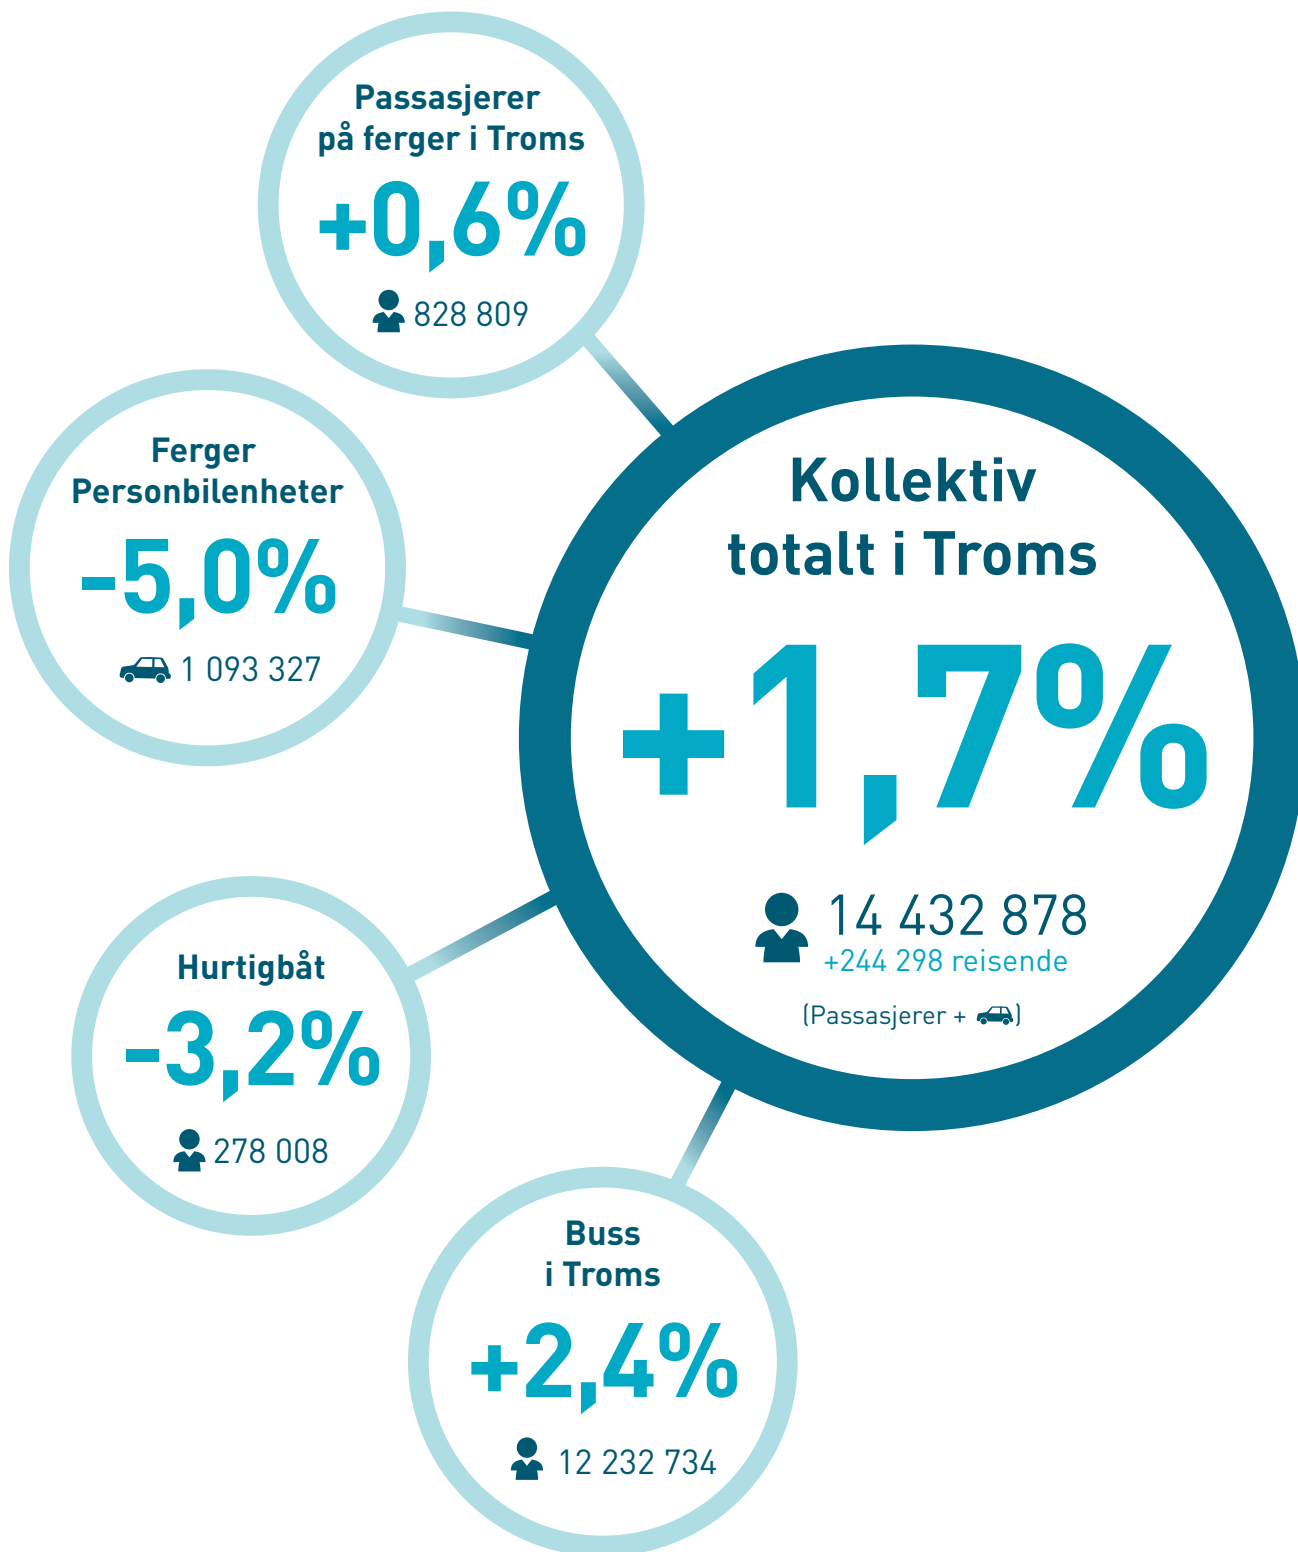 Passasjerer
på ferger i Troms
+0,6%
828 809
Ferger
Personbilenheter
-5,0%
1 093 327
Kollektiv
totalt i Troms
+1,7%
14 432 878
+244 298 reisende
(Passasjerer + )
Hurtigbåt
-3,2%
278 008
Buss
i Troms
+2,4%
12 232 734